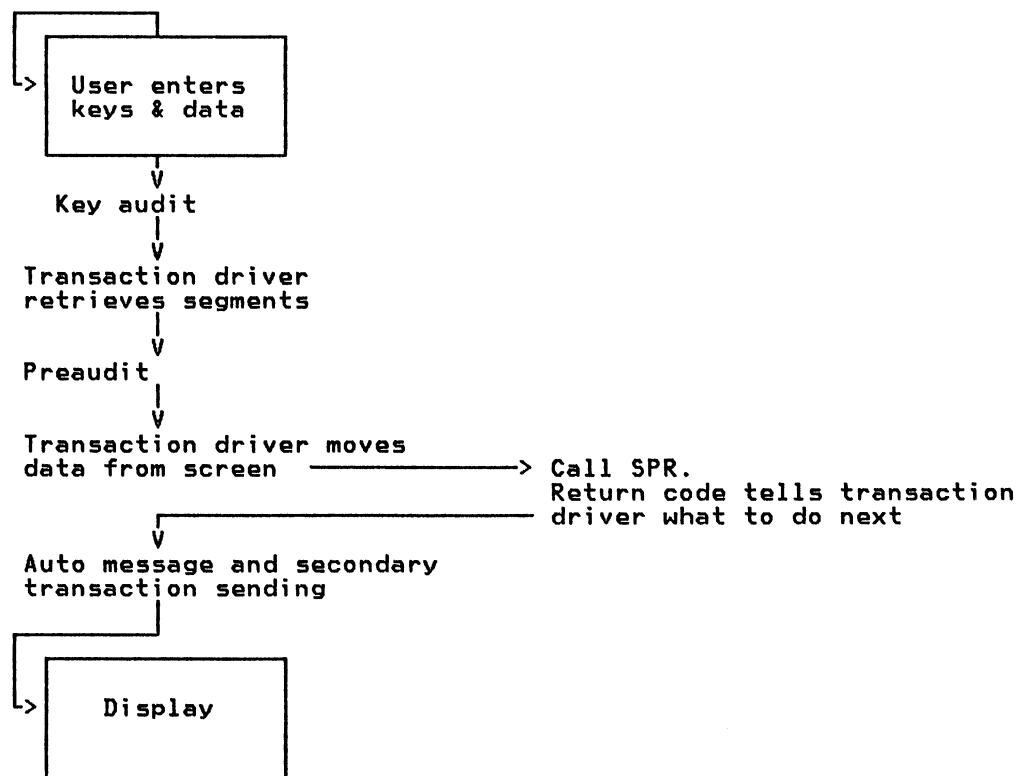 User enters
keys & data
Key audit
Transaction driver
retrieves segments
Preaudit
Transaction driver moves
data from screen
Call SPR.
Return code tells transaction
driver what to do next
Auto message and secondary
transaction sending
Display